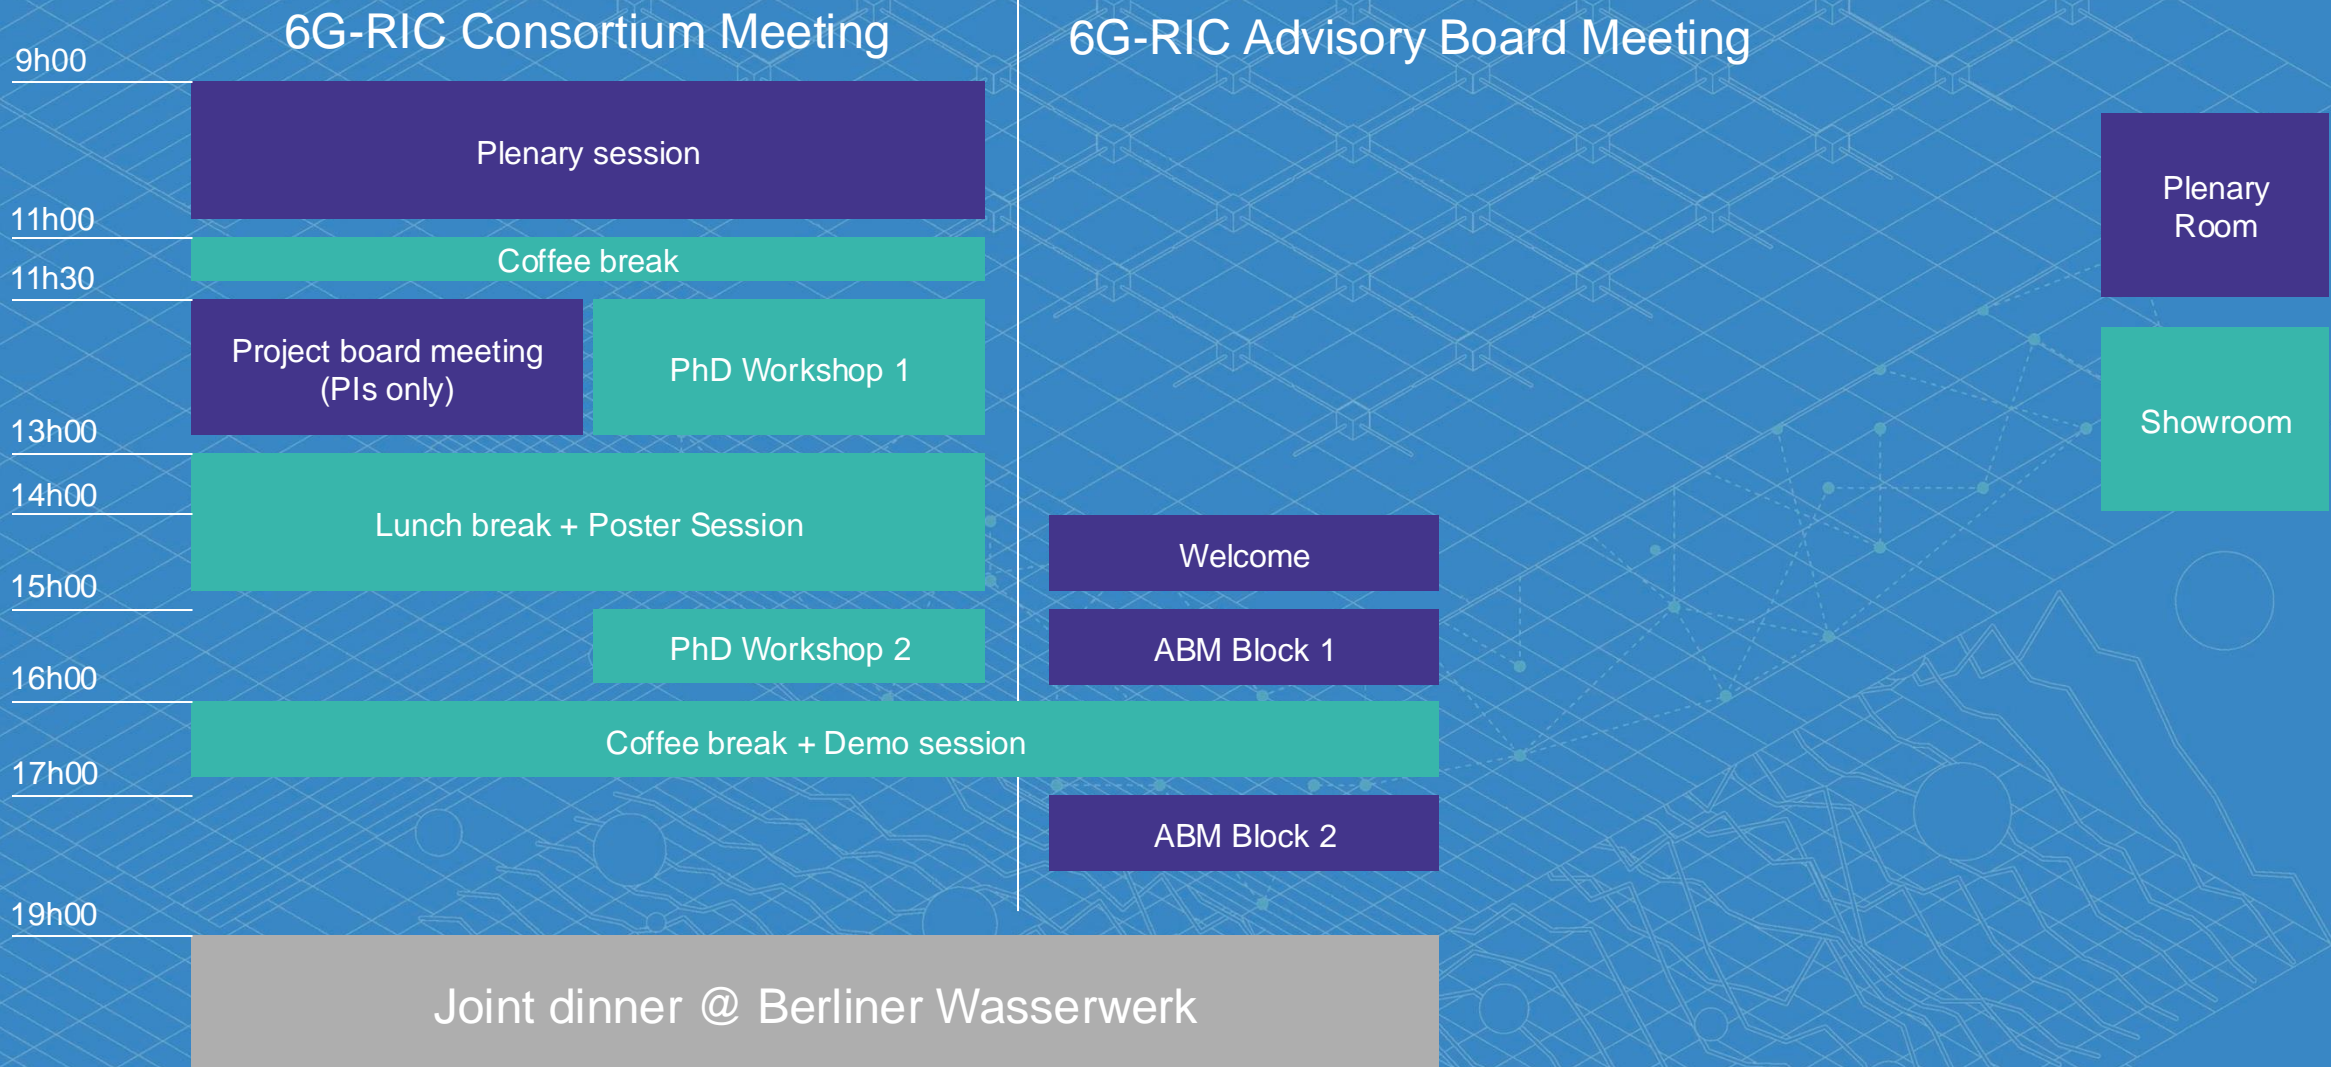 6G-RIC Consortium Meeting
6G-RIC Advisory Board Meeting
9h00
Plenary session
11h00
Coffee break
11h30
Project board meeting
(PIs only)
PhD Workshop 1
13h00
Lunch break + Poster Session
14h00
Welcome
15h00
PhD Workshop 2
ABM Block 1
16h00
Coffee break + Demo session
17h00
ABM Block 2
19h00
Joint dinner @ Berliner Wasserwerk
Plenary
Room
Showroom